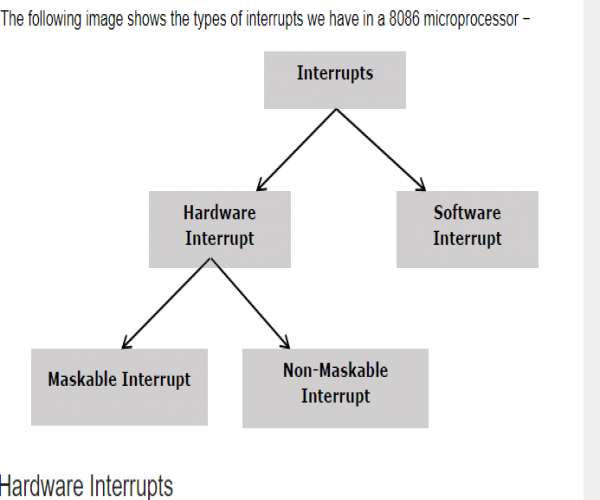 The following image shows the types of interrupts we have in a 8086 microprocessor −
Interrupts
Hardware
Interrupt
Software
Interrupt
Maskable Interrupt
Non-Maskable
Interrupt
Hardware Interrupts